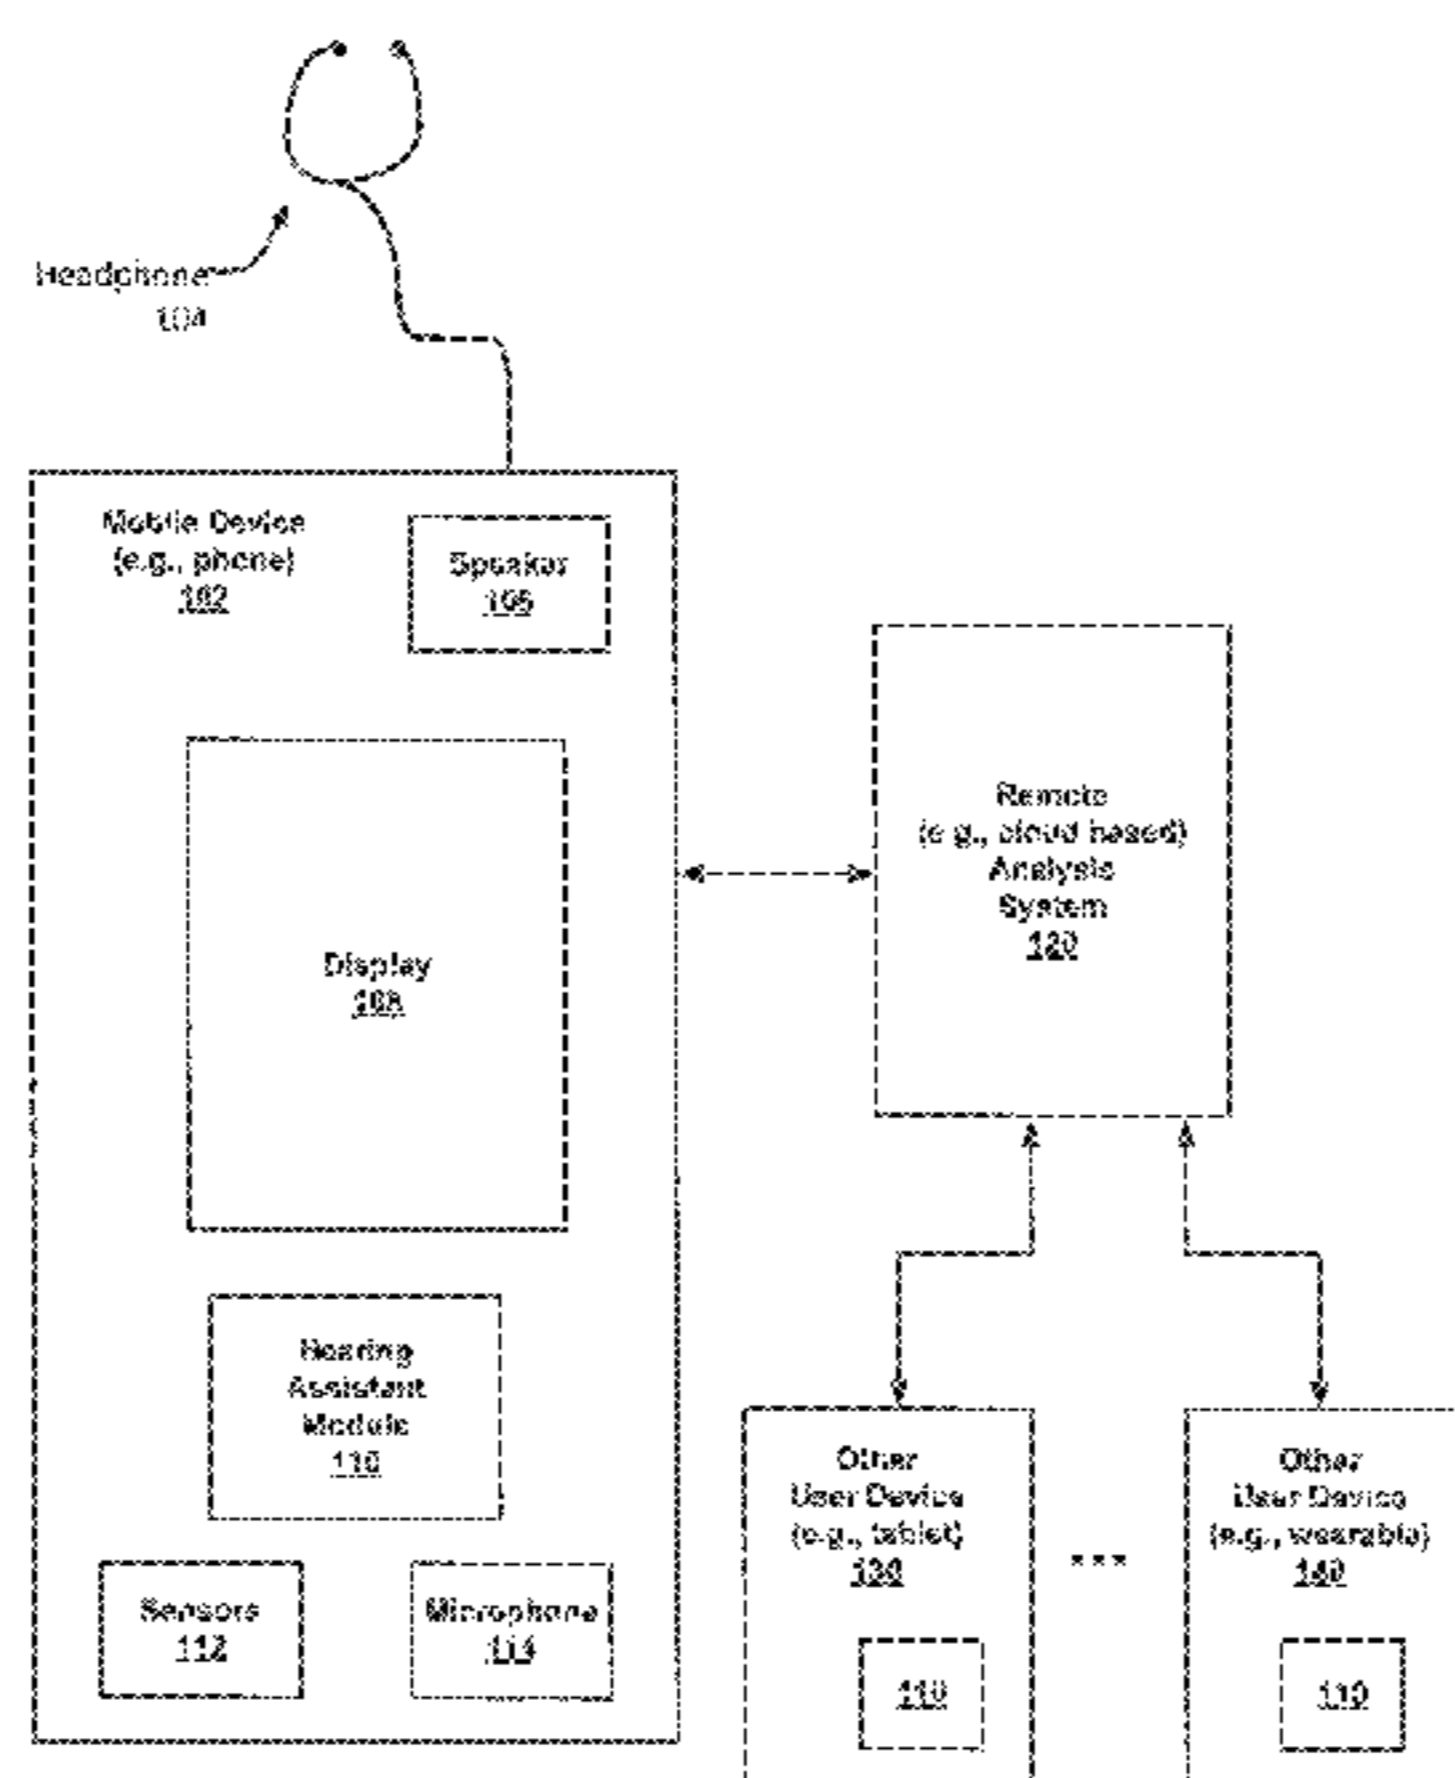 Headphone
104
Mobile Device
(e.g., phone)
102
Speaker
106
Remote
(e.g., cloud based)
Analysis
System
120
Display
108
Hearing
Assistant
Module
110
Other
User Device
(e.g., tablet)
130
...
Other
User Device
(e.g., wearable)
140
Sensors
112
Microphone
114
110
110